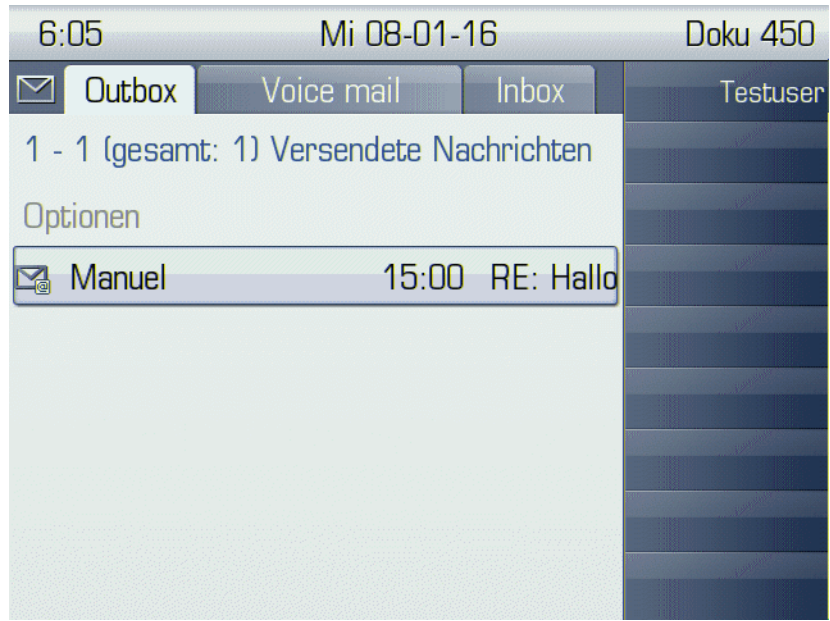 6:05 Mi 08-01-16 Doku 450
Outbox Voice mail Inbox Testuser
1 - 1 (gesamt: 1) Versendete Nachrichten
Optionen
Manuel 15:00 RE: Hallo